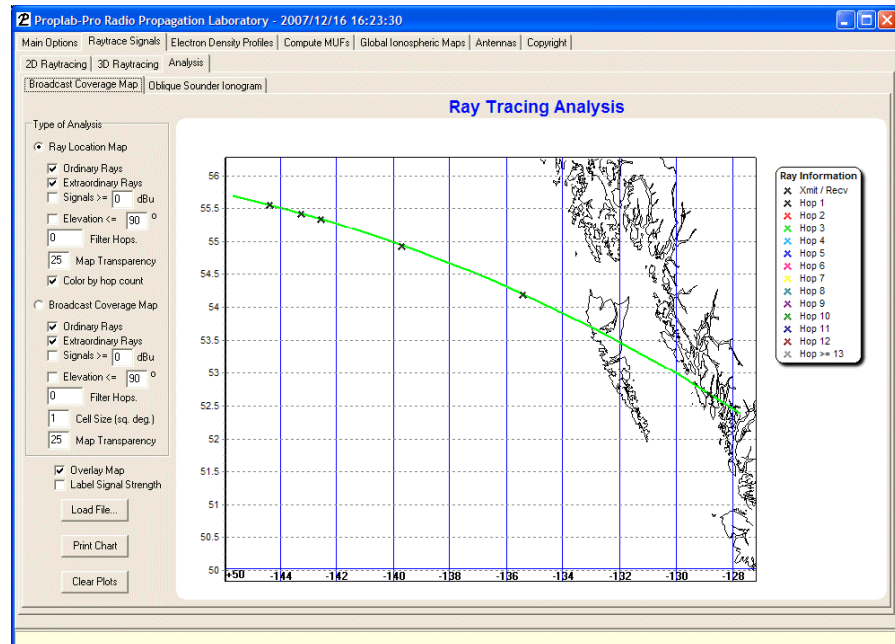 Proplab-Pro Radio Propagation Laboratory - 2007/12/16 16:23:30
Main Options Raytrace Signals Electron Density Profiles Compute MUFs Global Ionospheric Maps Antennas Copyright
2D Raytracing 3D Raytracing Analysis
Broadcast Coverage Map Oblique Sounder Ionogram
Ray Tracing Analysis
Type of Analysis
Ray Location Map
Ordinary Rays
Extraordinary Rays
Signals >= 0 dBu
Elevation <= 90 o
0 Filter Hops.
25 Map Transparency
Color by hop count
Broadcast Coverage Map
Ordinary Rays
Extraordinary Rays
Signals >= 0 dBu
Elevation <= 90 o
0 Filter Hops.
1 Cell Size (sq. deg.)
25 Map Transparency
Overlay Map
Label Signal Strength
Load File...
Print Chart
Clear Plots
56
55.5
55
54.5
54
53.5
53
52.5
52
51.5
51
50.5
50
+50 -144 -142 -140 -138 -136 -134 -132 -130 -128
Ray Information
Xmit / Recv
Hop 1
Hop 2
Hop 3
Hop 4
Hop 5
Hop 6
Hop 7
Hop 8
Hop 9
Hop 10
Hop 11
Hop 12
Hop >= 13